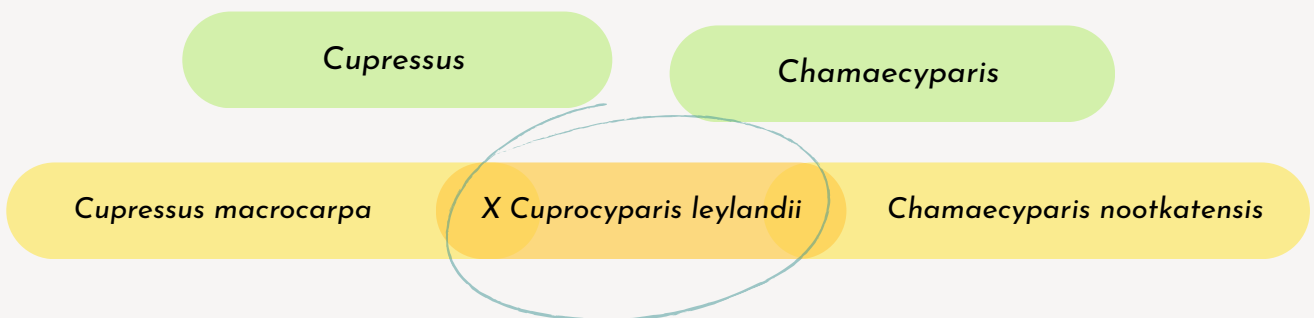 Cupressus
Chamaecyparis
Cupressus macrocarpa
X Cuprocyparis leylandii
Chamaecyparis nootkatensis